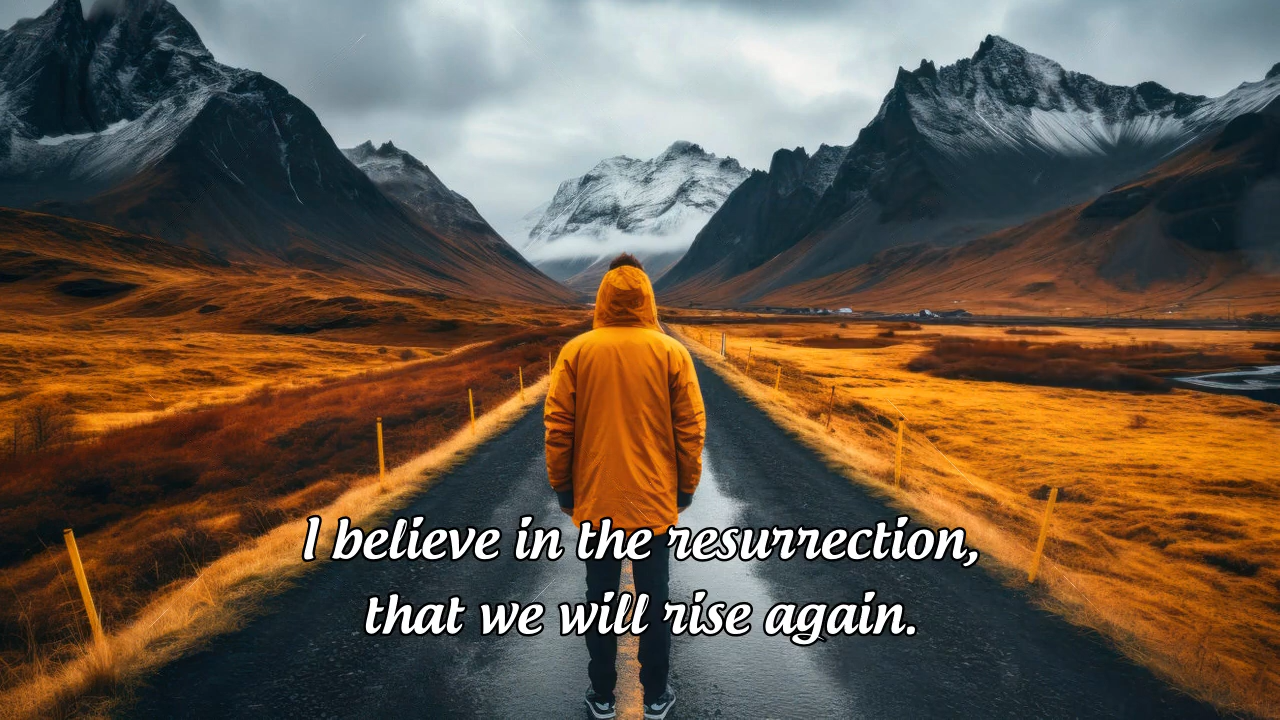 I believe in the resurrection,
that we will rise again.